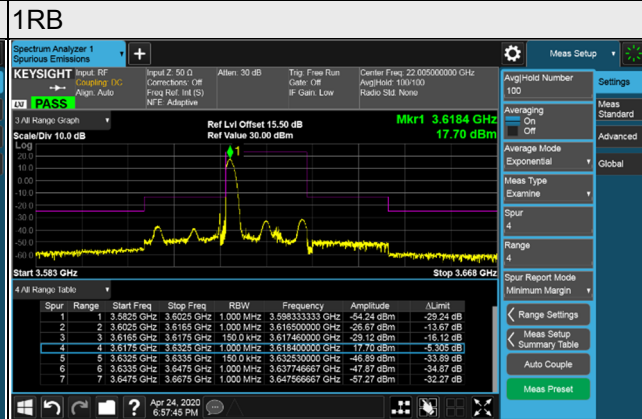 1RB
Spectrum Analyzer 1
Spurious Emissions
Meas Setup
KEYSIGHT
Input: RF
Coupling: DC
Align: Auto
Input Z: 50 Ω
Corrections: Off
Freq Ref: Int (S)
NFE: Adaptive
Atten: 30 dB
Trig: Free Run
Gate: Off
IF Gain: Low
Center Freq: 22.005000000 GHz
Avg|Hold: 100/100
Radio Std: None
LXI PASS
3 All Range Graph
Scale/Div 10.0 dB
Ref Lvl Offset 15.50 dB
Ref Value 30.00 dBm
Mkr1 3.6184 GHz
17.70 dBm
Log
20.0
10.0
0.00
-10.0
-20.0
-30.0
-40.0
-50.0
-60.0
1
Start 3.583 GHz
Stop 3.668 GHz
4 All Range Table
Spur Range Start Freq Stop Freq RBW Frequency Amplitude ΔLimit
1 1 3.5825 GHz 3.6025 GHz 1.000 MHz 3.598333333 GHz -54.24 dBm -29.24 dB
2 2 3.6025 GHz 3.6165 GHz 1.000 MHz 3.616500000 GHz -26.67 dBm -13.67 dB
3 3 3.6165 GHz 3.6175 GHz 150.0 kHz 3.617460000 GHz -29.12 dBm -16.12 dB
4 4 3.6175 GHz 3.6325 GHz 1.000 MHz 3.618400000 GHz 17.70 dBm -5.305 dB
5 5 3.6325 GHz 3.6335 GHz 150.0 kHz 3.632530000 GHz -46.89 dBm -33.89 dB
6 6 3.6335 GHz 3.6475 GHz 1.000 MHz 3.637746667 GHz -47.87 dBm -34.87 dB
7 7 3.6475 GHz 3.6675 GHz 1.000 MHz 3.647566667 GHz -57.27 dBm -32.27 dB
Avg|Hold Number
100
Averaging
On
Off
Average Mode
Exponential
Meas Type
Examine
Spur
4
Range
4
Spur Report Mode
Minimum Margin
Range Settings
Meas Setup
Summary Table
Auto Couple
Meas Preset
Settings
Meas
Standard
Advanced
Global
Apr 24, 2020
6:57:45 PM